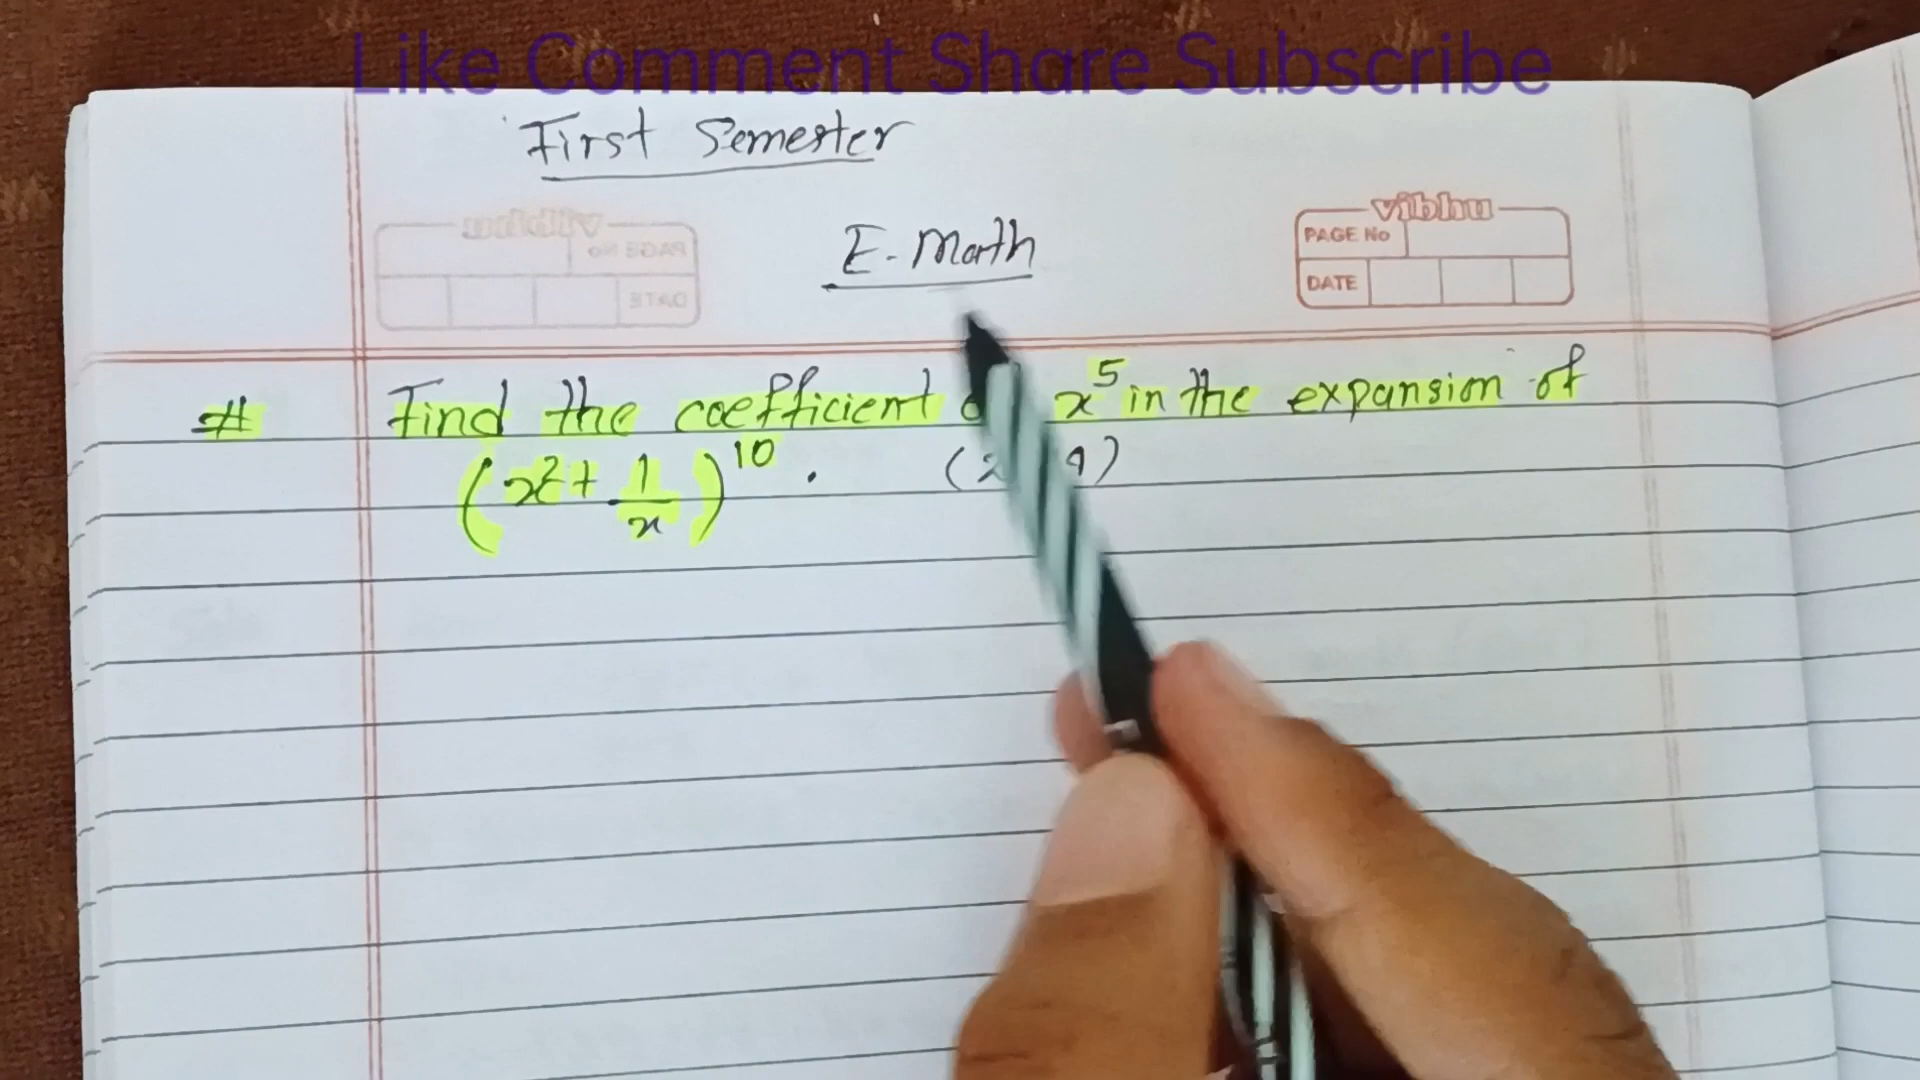 Like Comment Share Subscribe
First Semester
E-Math
vibhu
PAGE No
DATE
# Find the coefficient x⁵ in the expansion of
(x² + 1/x)¹⁰.